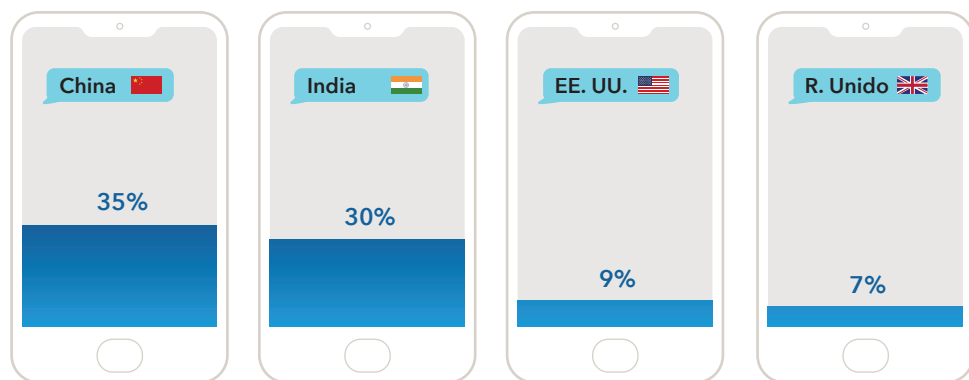 China
India
EE. UU.
R. Unido
35%
30%
9%
7%